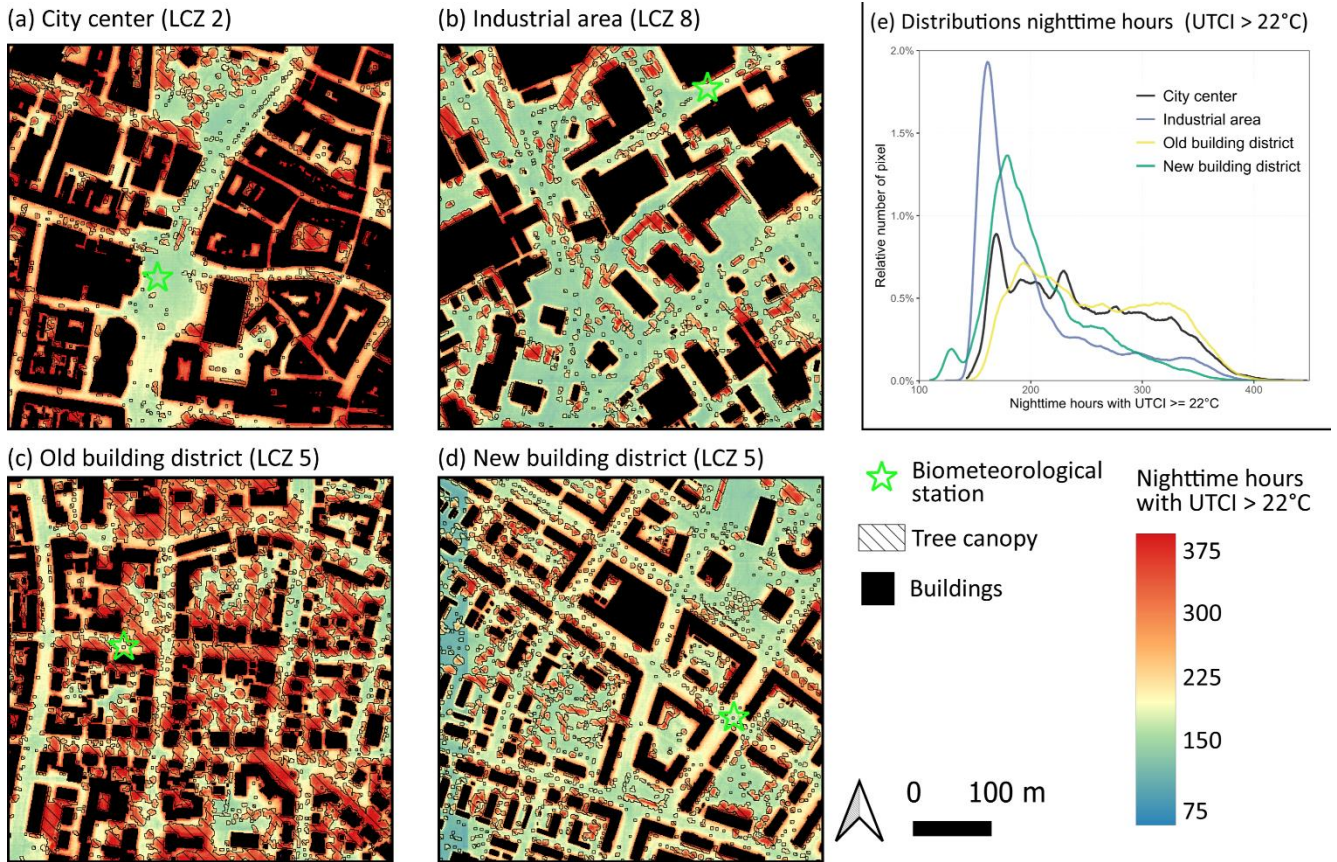 (a) City center (LCZ 2)
(b) Industrial area (LCZ 8)
(e) Distributions nighttime hours (UTCI > 22°C)
2.0%
1.5%
1.0%
0.5%
0.0%
Relative number of pixel
City center
Industrial area
Old building district
New building district
100
200
300
400
Nighttime hours with UTCI >= 22°C
(c) Old building district (LCZ 5)
(d) New building district (LCZ 5)
Biometeorological
station
Tree canopy
Buildings
0 100 m
Nighttime hours
with UTCI > 22°C
375
300
225
150
75